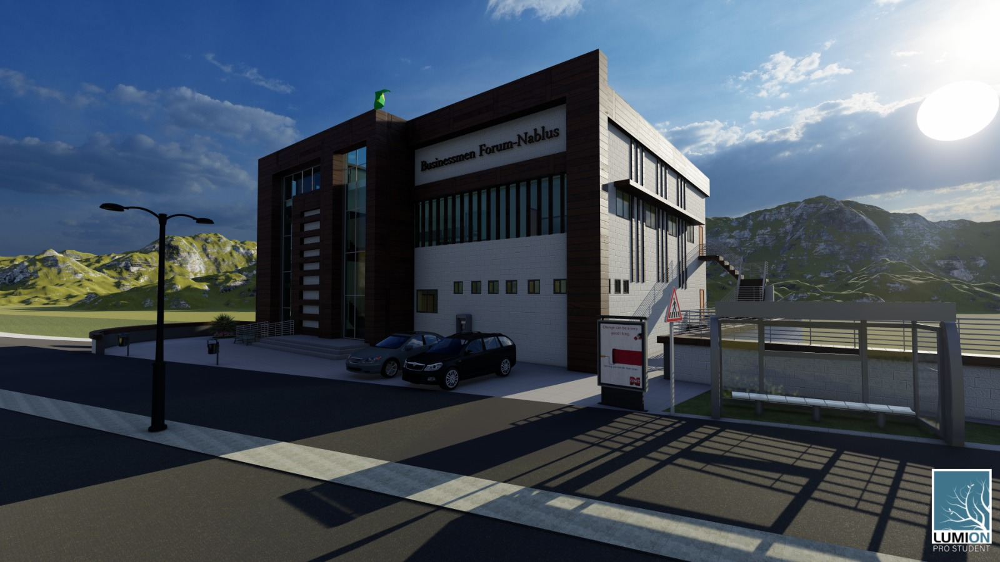 Businessmen Forum-Nablus
Change can be a very
good thing.
LUMION
PRO STUDENT